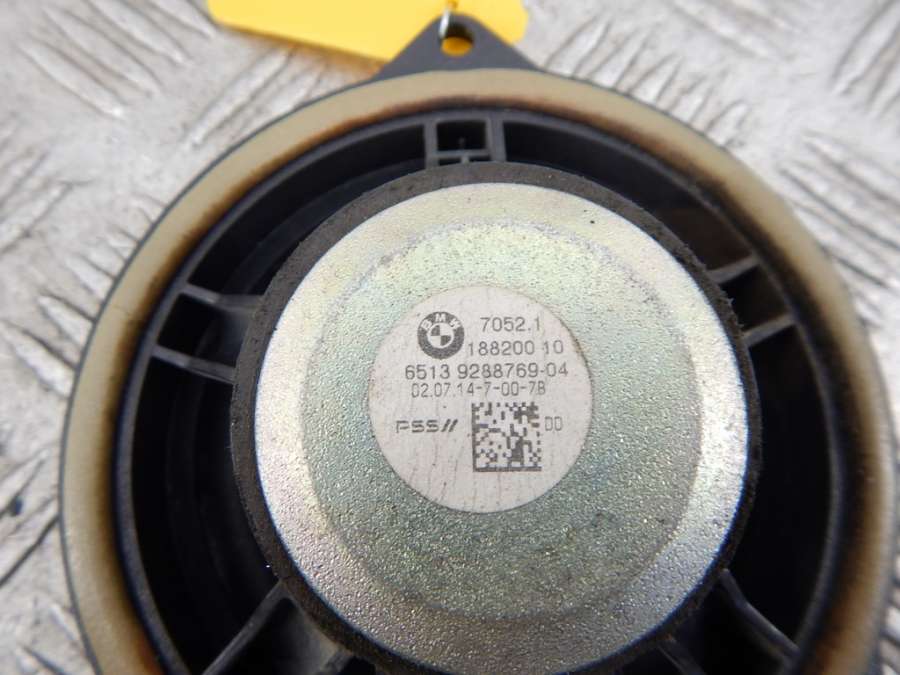 BMW
7052.1
188200 10
6513 9288769-04
02.07.14-7-00-7B
PSS// DD